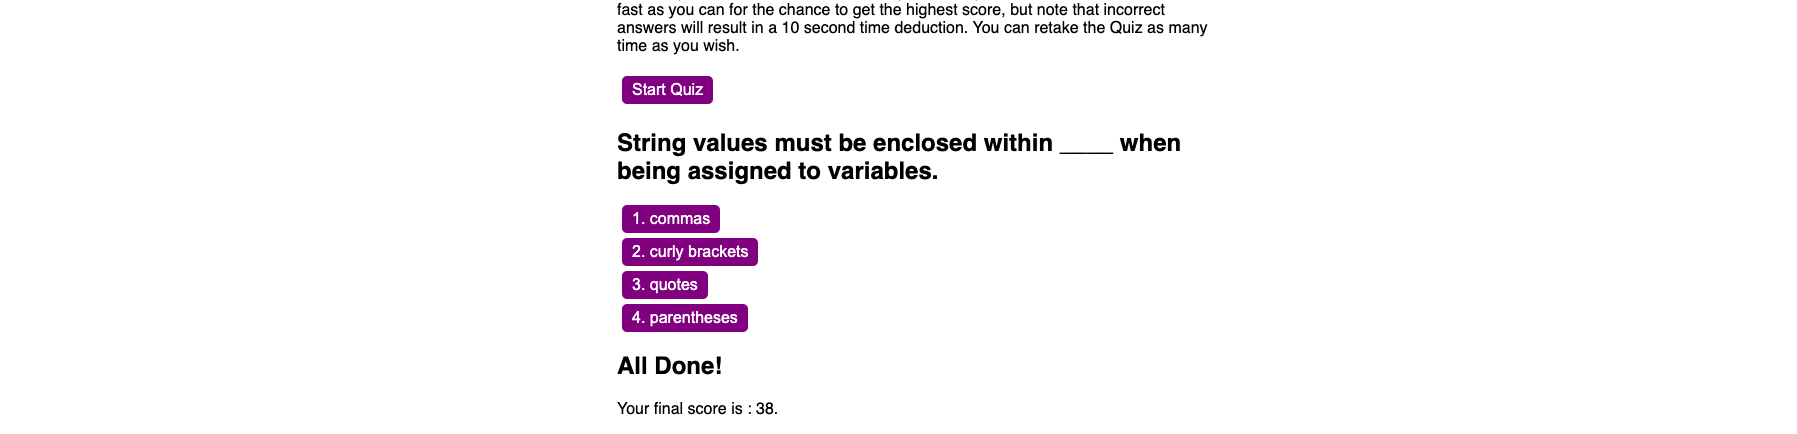 fast as you can for the chance to get the highest score, but note that incorrect
answers will result in a 10 second time deduction. You can retake the Quiz as many
time as you wish.
Start Quiz
String values must be enclosed within ____ when
being assigned to variables.
1. commas
2. curly brackets
3. quotes
4. parentheses
All Done!
Your final score is : 38.